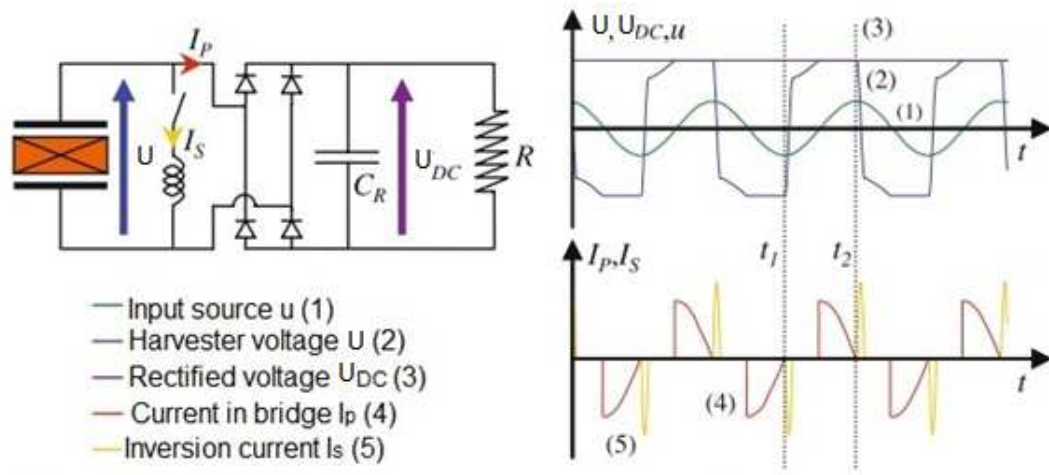 I_P
I_S
U
C_R
U_DC
R
Input source u (1)
Harvester voltage U (2)
Rectified voltage U_DC (3)
Current in bridge I_p (4)
Inversion current I_s (5)
U, U_DC,u
(3)
(2)
(1)
t
t_1
t_2
I_P,I_S
(4)
(5)
t